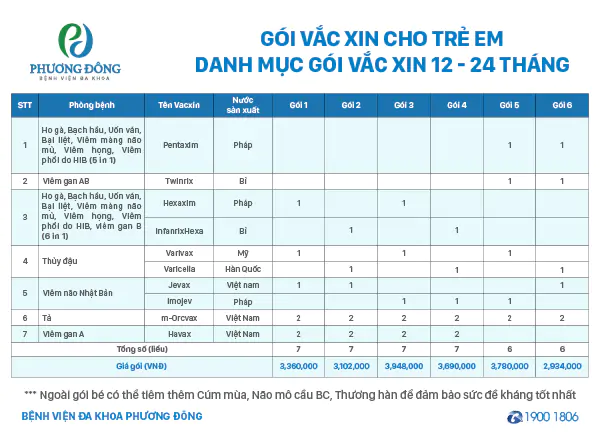 PHƯƠNG ĐÔNG
BỆNH VIỆN ĐA KHOA
GÓI VẮC XIN CHO TRẺ EM
DANH MỤC GÓI VẮC XIN 12 - 24 THÁNG
STT Phòng bệnh Tên Vacxin Nước sản xuất Gói 1 Gói 2 Gói 3 Gói 4 Gói 5 Gói 6
1 Ho gà, Bạch hầu, Uốn ván, Bại liệt, Viêm màng não mủ, Viêm họng, Viêm phổi do HIB (5 in 1) Pentaxim Pháp 1 1
2 Viêm gan AB Twinrix Bỉ 1 1
3 Ho gà, Bạch hầu, Uốn ván, Bại liệt, Viêm màng não mủ, Viêm họng, Viêm phổi do HIB, viêm gan B (6 in 1) Hexaxim Pháp 1 1
InfanrixHexa Bỉ 1 1
4 Thủy đậu Varivax Mỹ 1 1 1
Varicella Hàn Quốc 1 1 1
5 Viêm não Nhật Bản Jevax Việt nam 1 1 1
Imojev Pháp 1 1 1
6 Tả m-Orcvax Việt Nam 2 2 2 2 2 2
7 Viêm gan A Havax Việt Nam 2 2 2 2
Tổng số (liều) 7 7 7 7 6 6
Giá gói (VNĐ) 3,360,000 3,102,000 3,948,000 3,690,000 3,780,000 2,934,000
*** Ngoài gói bé có thể tiêm thêm Cúm mùa, Não mô cầu BC, Thương hàn để đảm bảo sức đề kháng tốt nhất
BỆNH VIỆN ĐA KHOA PHƯƠNG ĐÔNG
1900 1806